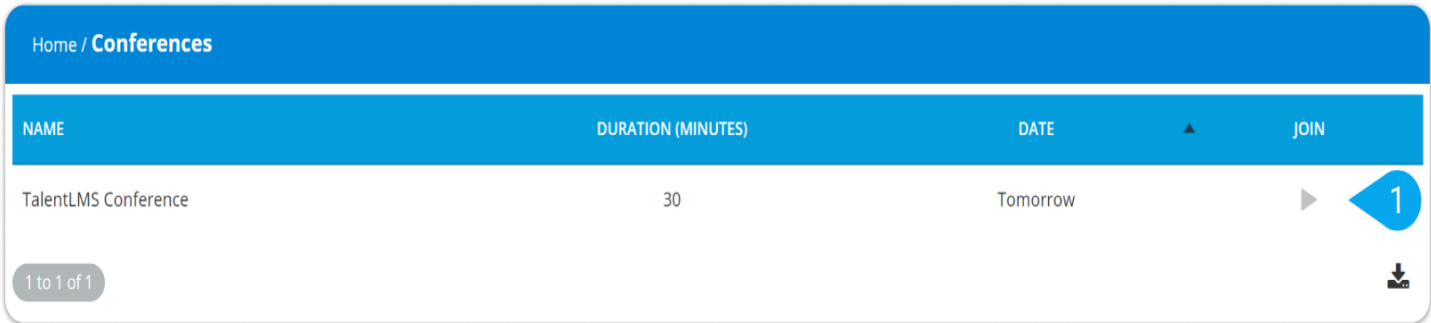 Home / Conferences
NAME DURATION (MINUTES) DATE JOIN
TalentLMS Conference 30 Tomorrow 1
1 to 1 of 1